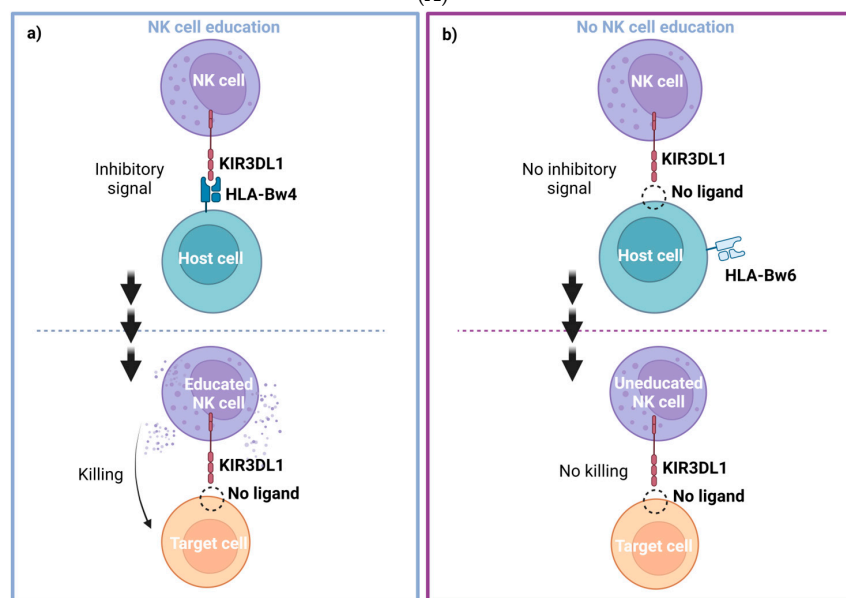 NK cell education
a)
NK cell
Inhibitory
signal
KIR3DL1
HLA-Bw4
Host cell
Educated
NK cell
Killing
KIR3DL1
No ligand
Target cell
No NK cell education
b)
NK cell
No inhibitory
signal
KIR3DL1
No ligand
Host cell
HLA-Bw6
Uneducated
NK cell
No killing
KIR3DL1
No ligand
Target cell